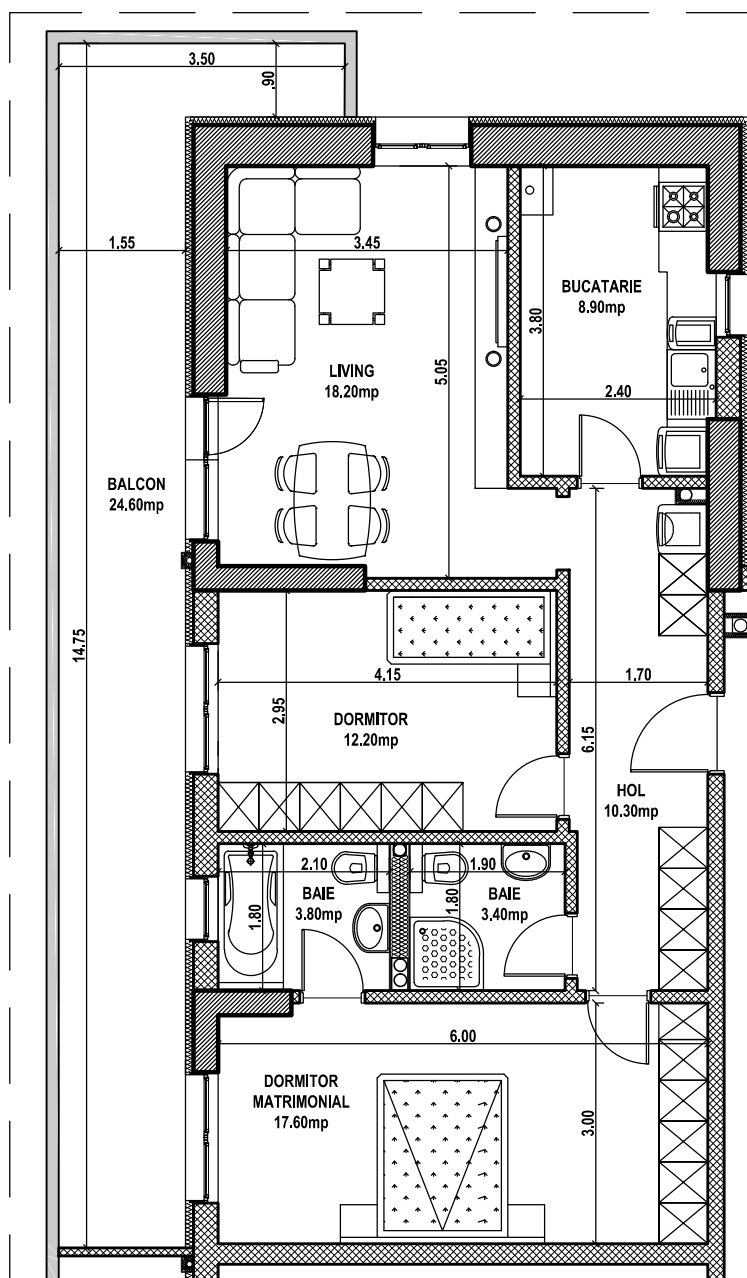 3.50
.90
1.55
3.45
3.80
BUCATARIE
8.90mp
LIVING
18.20mp
5.05
2.40
BALCON
24.60mp
14.75
4.15
1.70
2.95
DORMITOR
12.20mp
6.15
HOL
10.30mp
2.10
1.90
BAIE
3.80mp
1.80
BAIE
3.40mp
1.80
6.00
DORMITOR
MATRIMONIAL
17.60mp
3.00